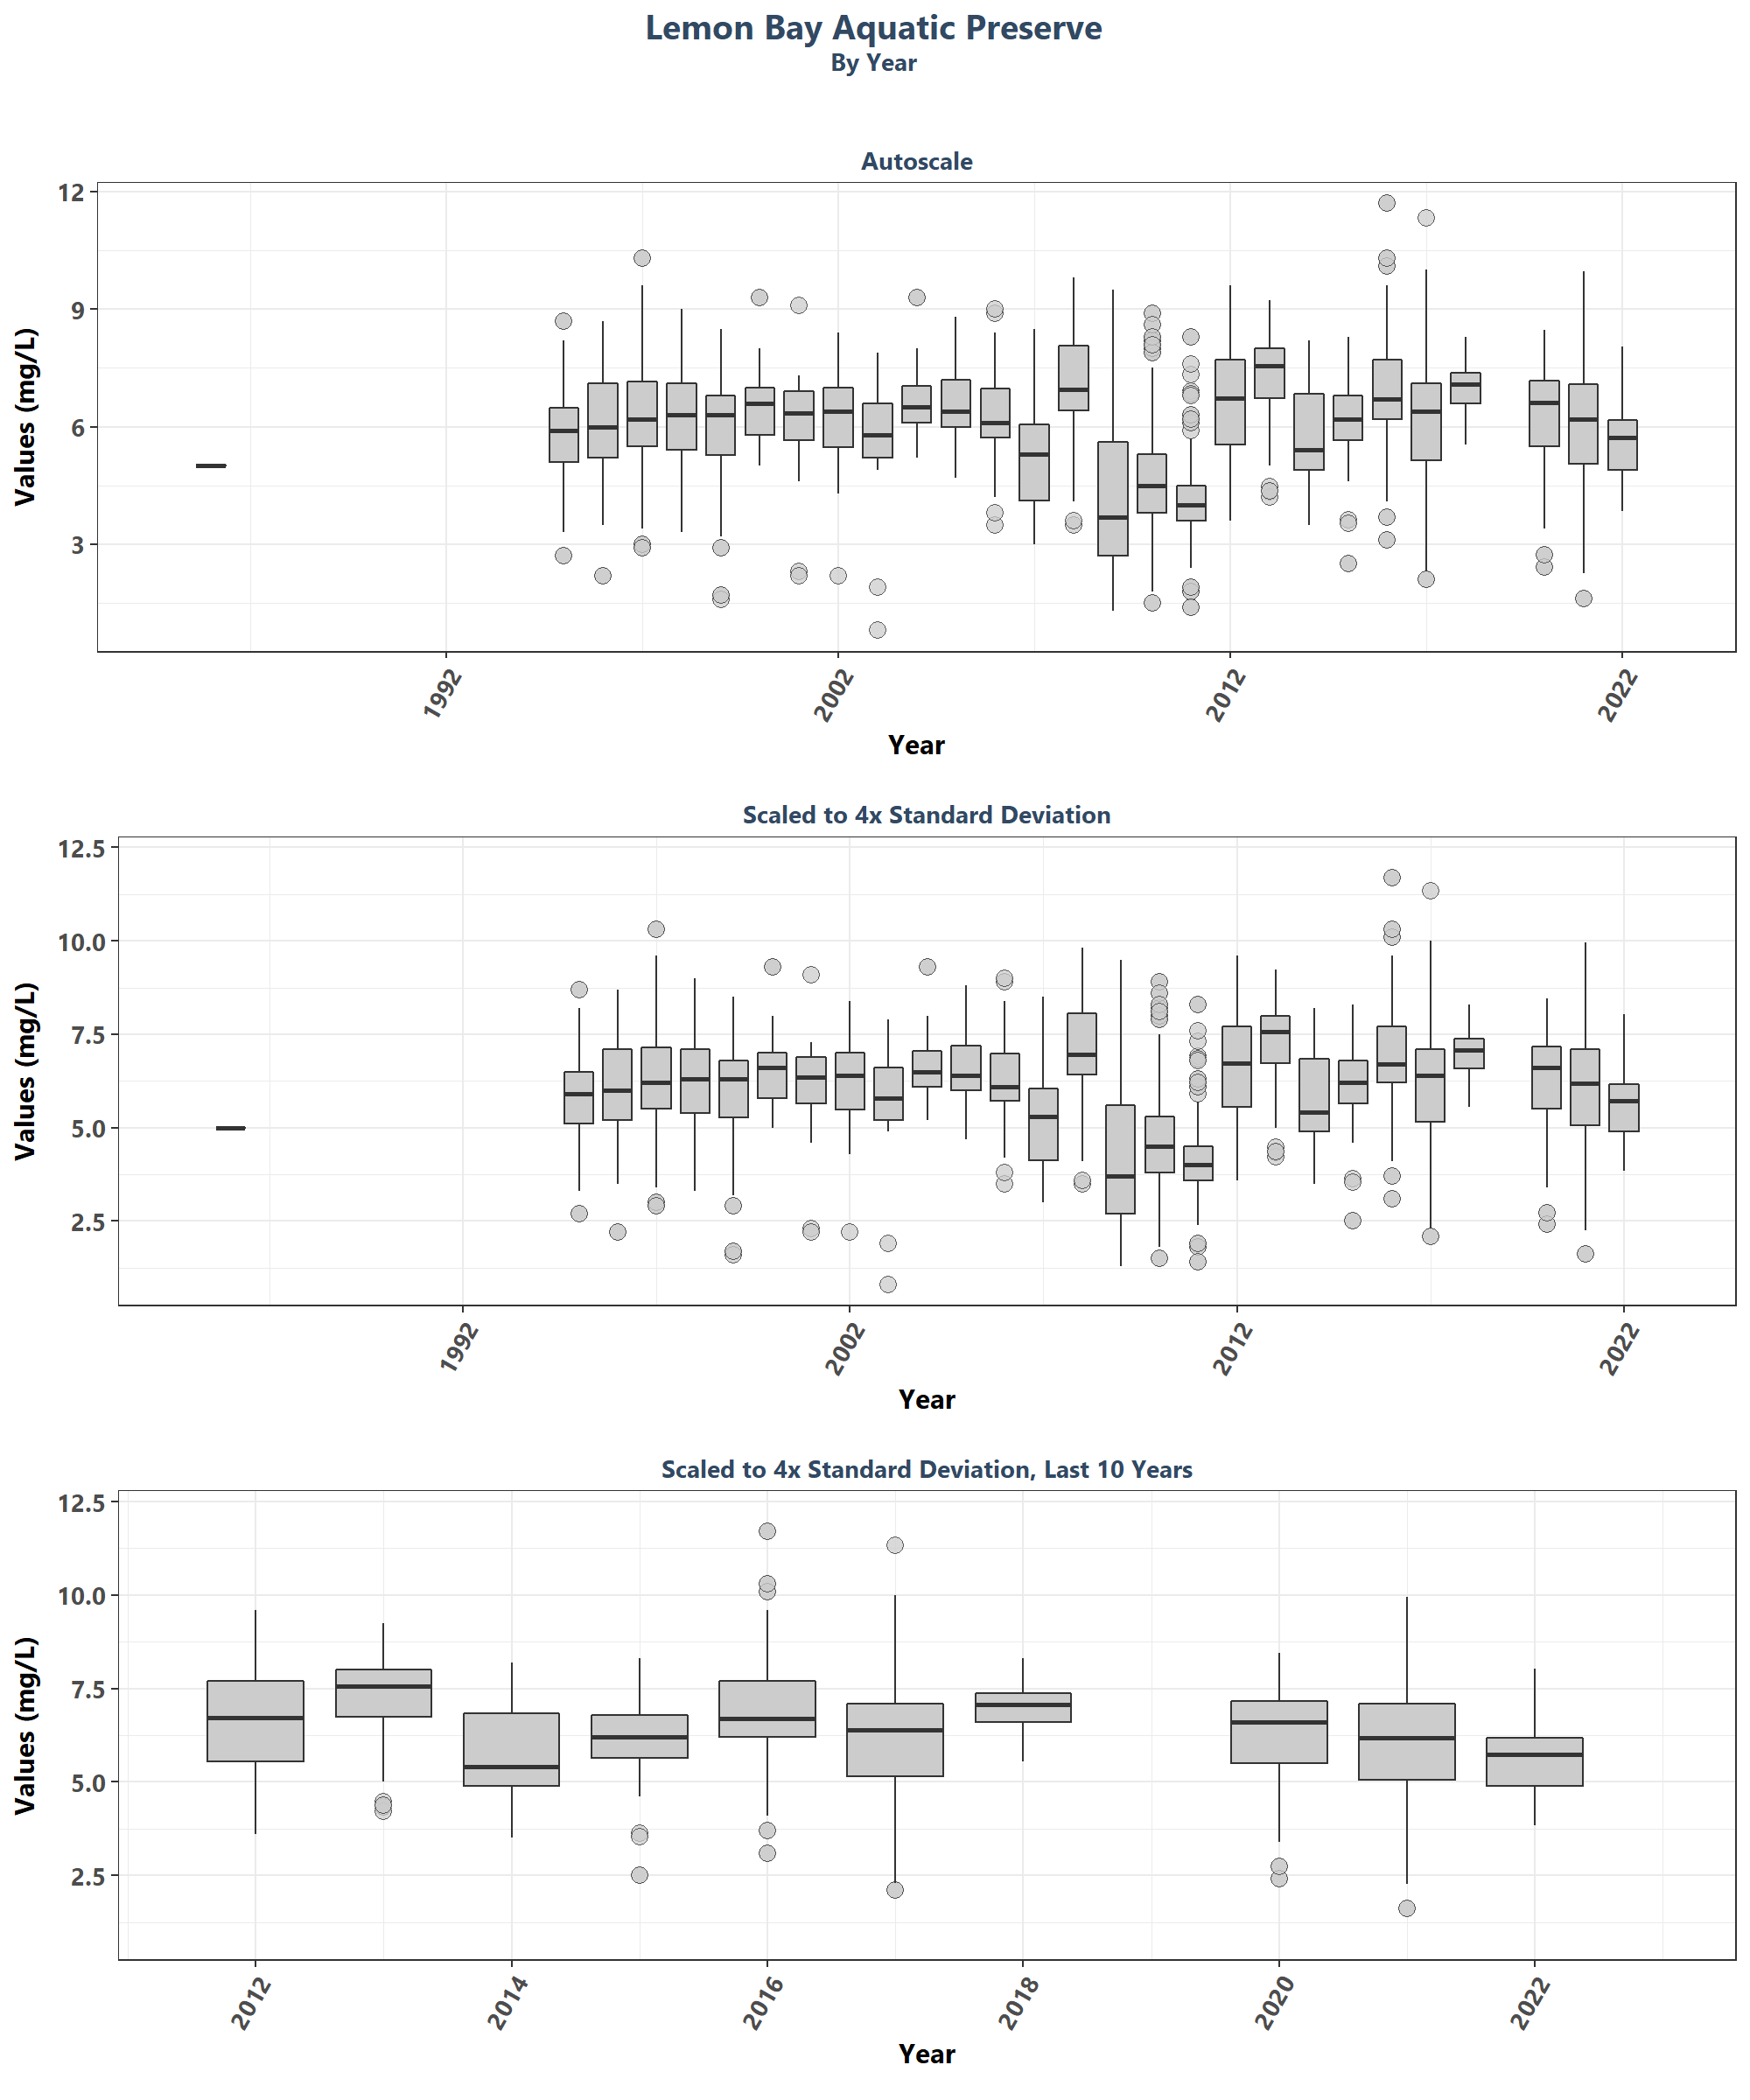 Lemon Bay Aquatic Preserve
By Year
Autoscale
Values (mg/L)
12
9
6
3
1992
2002
2012
2022
Year
Scaled to 4x Standard Deviation
Values (mg/L)
12.5
10.0
7.5
5.0
2.5
1992
2002
2012
2022
Year
Scaled to 4x Standard Deviation, Last 10 Years
Values (mg/L)
12.5
10.0
7.5
5.0
2.5
2012
2014
2016
2018
2020
2022
Year